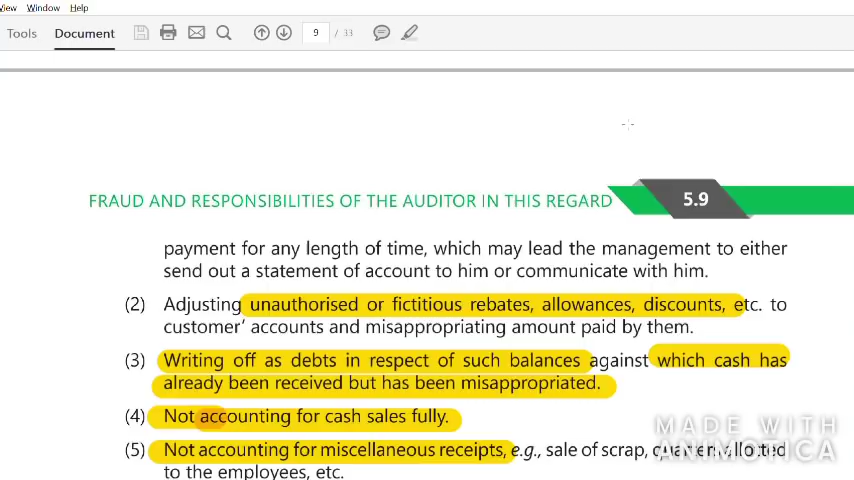 View Window Help
Tools Document 9 / 33
FRAUD AND RESPONSIBILITIES OF THE AUDITOR IN THIS REGARD 5.9
payment for any length of time, which may lead the management to either
send out a statement of account to him or communicate with him.
(2) Adjusting unauthorised or fictitious rebates, allowances, discounts, etc. to
customer’ accounts and misappropriating amount paid by them.
(3) Writing off as debts in respect of such balances against which cash has
already been received but has been misappropriated.
(4) Not accounting for cash sales fully.
MADE WITH
ANIMOTICA
(5) Not accounting for miscellaneous receipts, e.g., sale of scrap, quarters allotted
to the employees, etc.